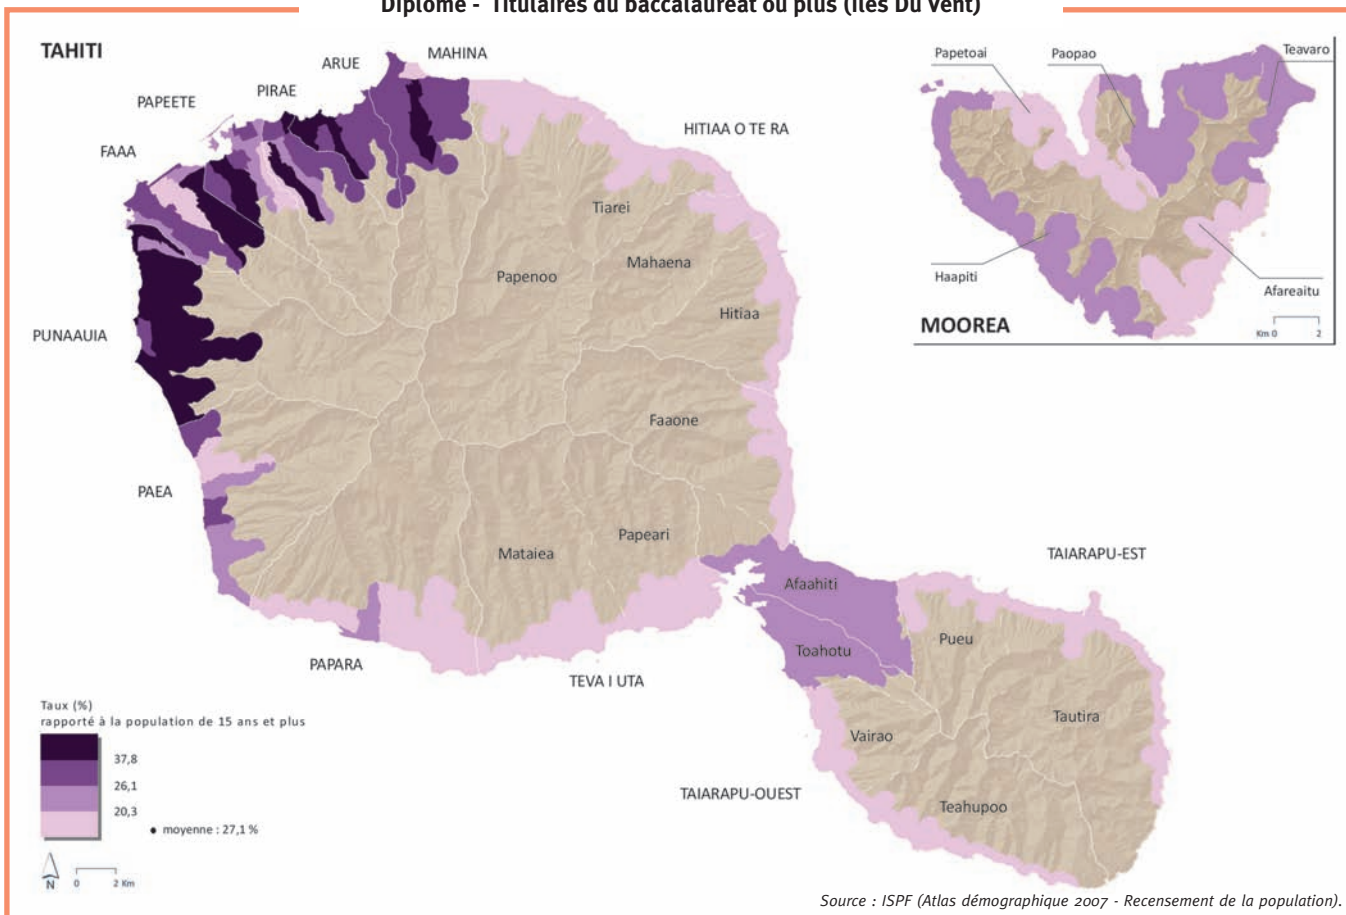 Diplôme - Titulaires du baccalauréat ou plus (Iles Du Vent)
TAHITI
MAHINA
ARUE
PIRAE
PAPEETE
FAAA
HITIAA O TE RA
Tiarei
Mahaena
Papenoo
Hitiaa
PUNAAUIA
Faaone
PAEA
Papeari
Mataiea
TAIARAPU-EST
Afaahiti
Pueu
Toahotu
PAPARA
TEVA I UTA
Tautira
Vairao
TAIARAPU-OUEST
Teahupoo
Papetoai
Paopao
Teavaro
Haapiti
Afareaitu
MOOREA
Km 0 2
Taux (%)
rapporté à la population de 15 ans et plus
37,8
26,1
20,3
• moyenne : 27,1 %
N
0 2 Km
Source : ISPF (Atlas démographique 2007 - Recensement de la population).